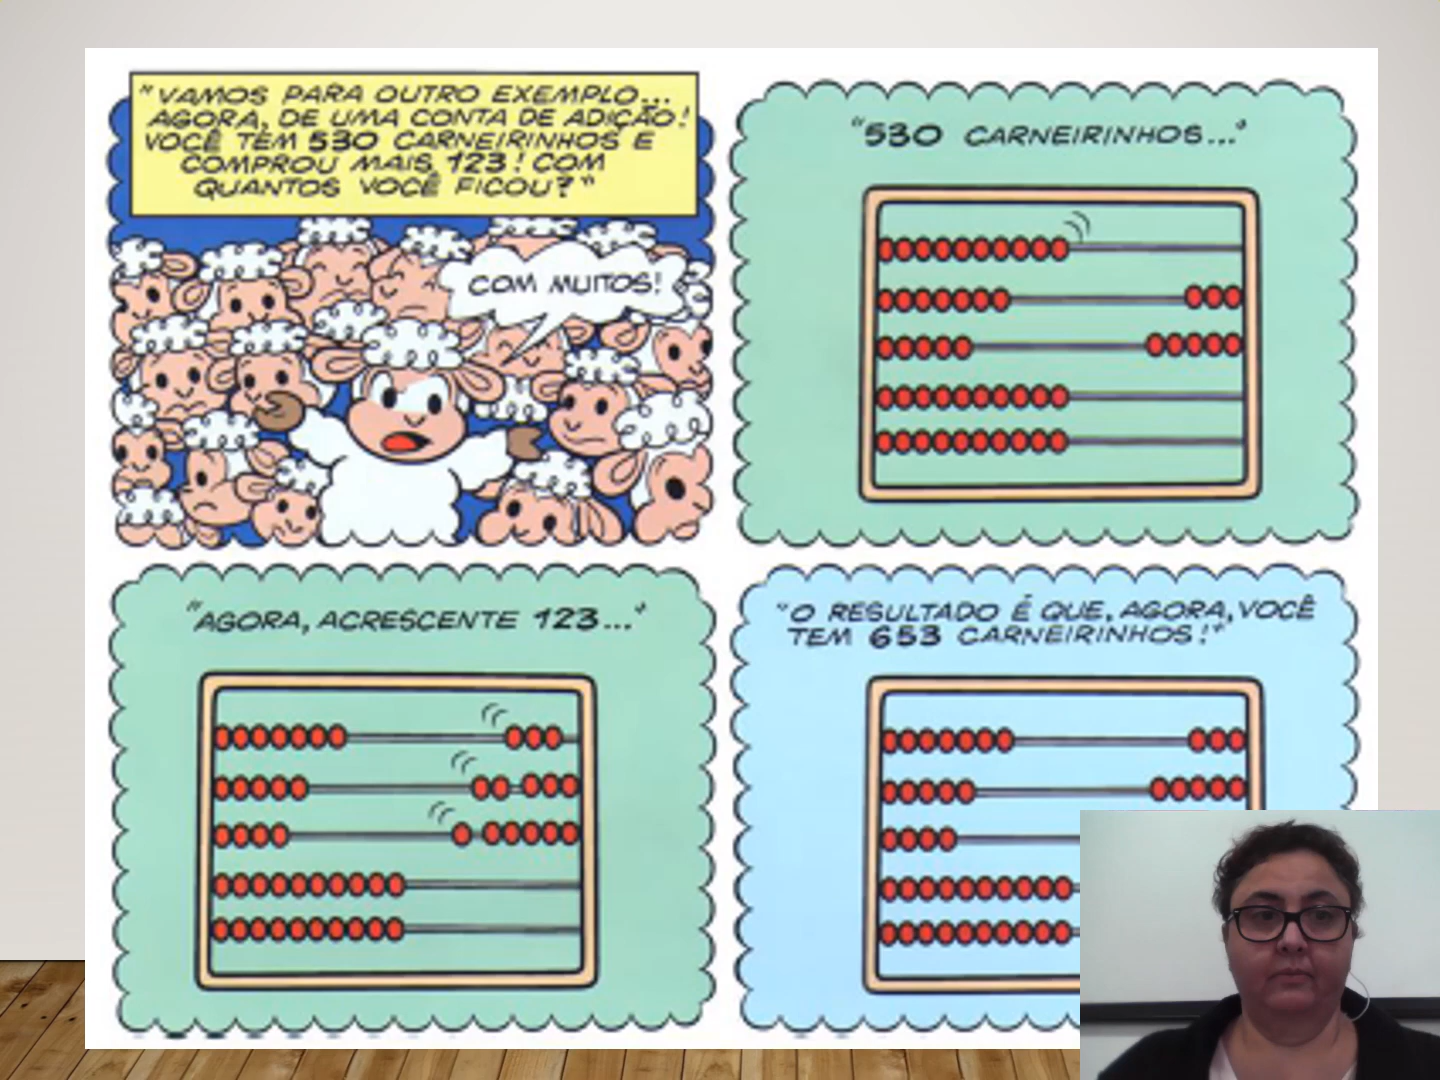 "VAMOS PARA OUTRO EXEMPLO...
AGORA, DE UMA CONTA DE ADIÇÃO!
VOCÊ TEM 530 CARNEIRINHOS E
COMPROU MAIS 123! COM
QUANTOS VOCÊ FICOU?"
COM MUITOS!
"530 CARNEIRINHOS..."
"AGORA, ACRESCENTE 123..."
"O RESULTADO É QUE, AGORA, VOCÊ
TEM 653 CARNEIRINHOS!"